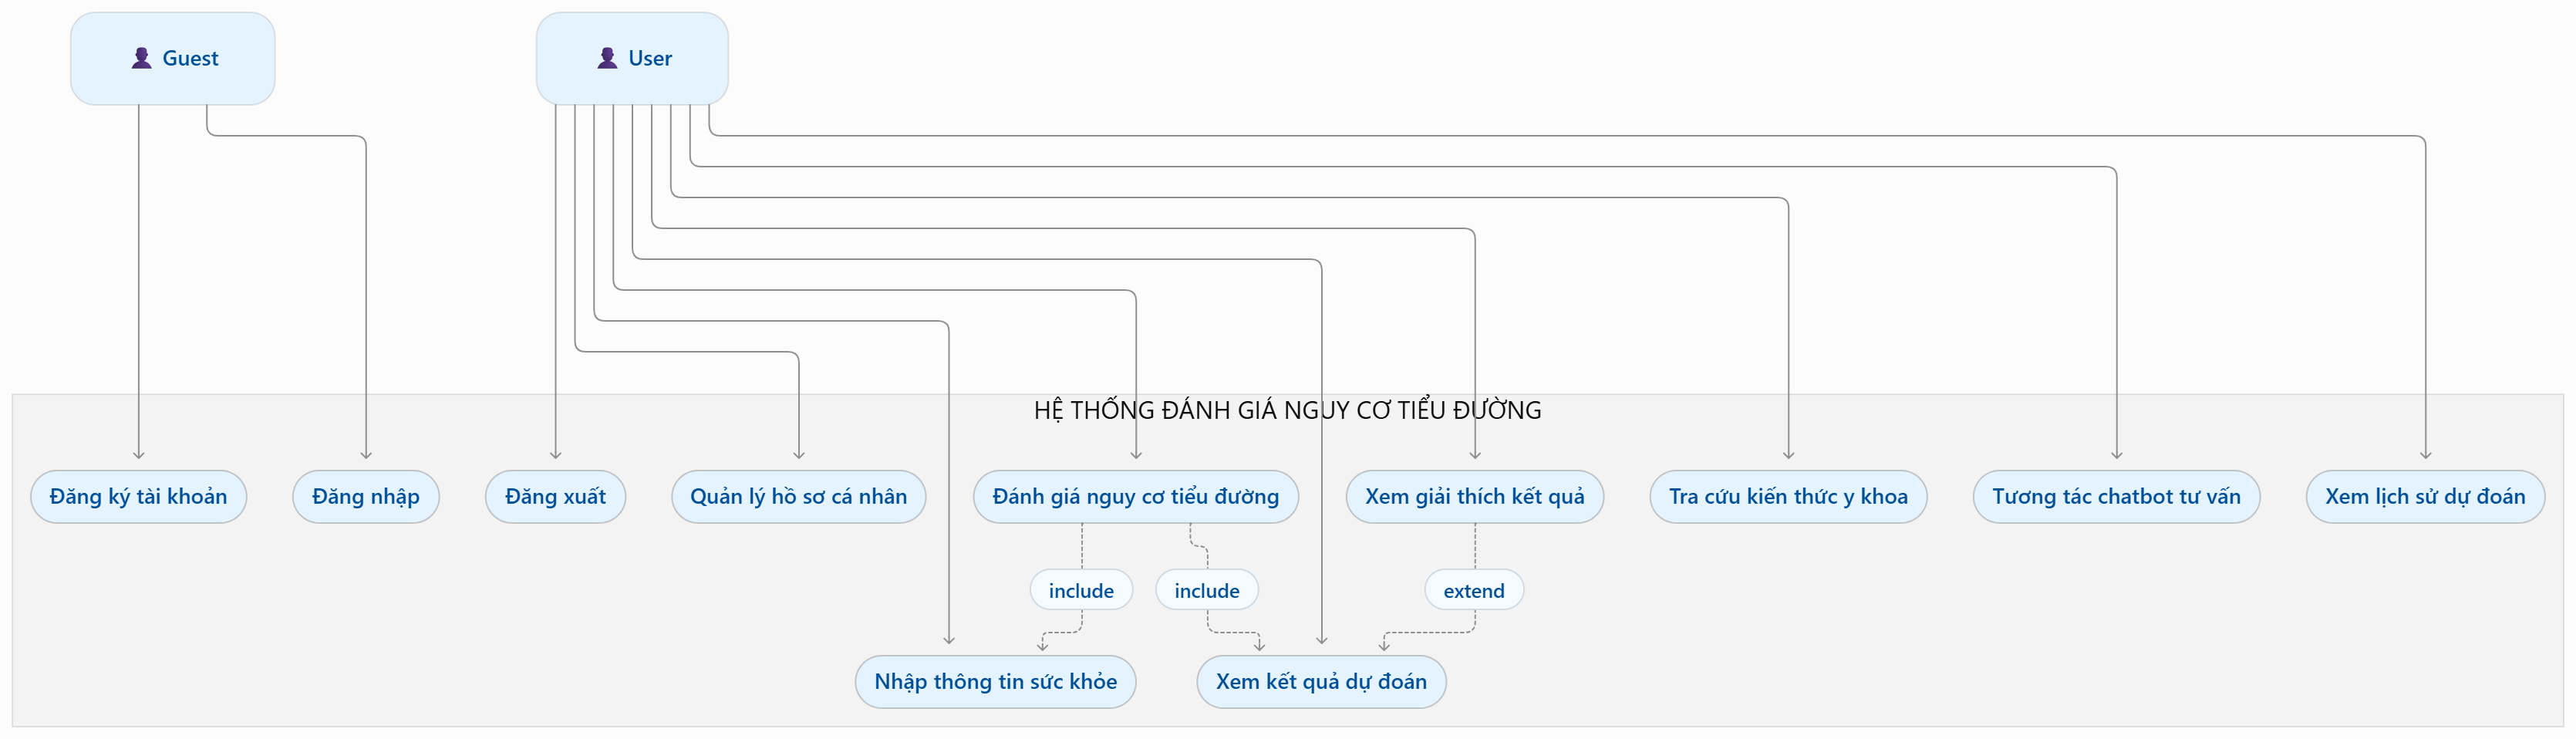 Guest
User
HỆ THỐNG ĐÁNH GIÁ NGUY CƠ TIỂU ĐƯỜNG
Đăng ký tài khoản
Đăng nhập
Đăng xuất
Quản lý hồ sơ cá nhân
Đánh giá nguy cơ tiểu đường
Xem giải thích kết quả
Tra cứu kiến thức y khoa
Tương tác chatbot tư vấn
Xem lịch sử dự đoán
include
include
extend
Nhập thông tin sức khỏe
Xem kết quả dự đoán